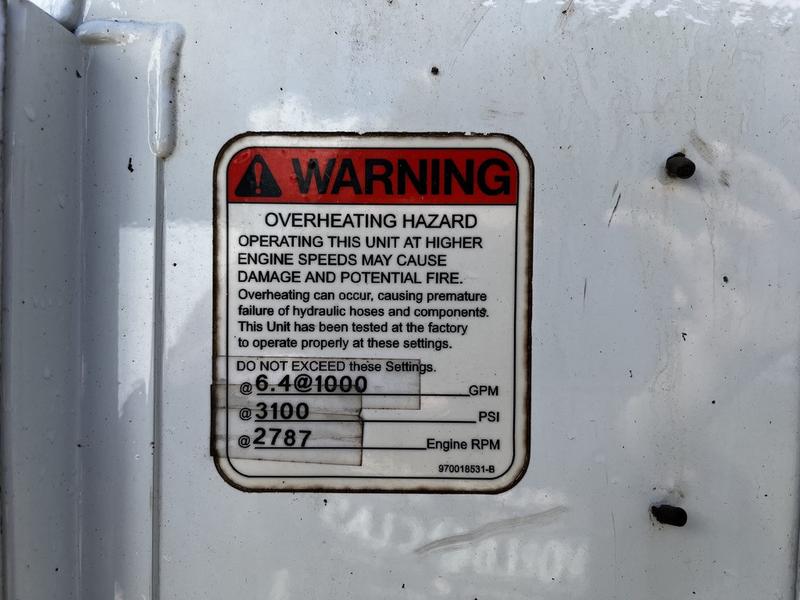 WARNING
OVERHEATING HAZARD
OPERATING THIS UNIT AT HIGHER
ENGINE SPEEDS MAY CAUSE
DAMAGE AND POTENTIAL FIRE.
Overheating can occur, causing premature
failure of hydraulic hoses and components.
This Unit has been tested at the factory
to operate properly at these settings.
DO NOT EXCEED these Settings.
@ 6.4@1000 GPM
@ 3100 PSI
@ 2787 Engine RPM
970018531-B